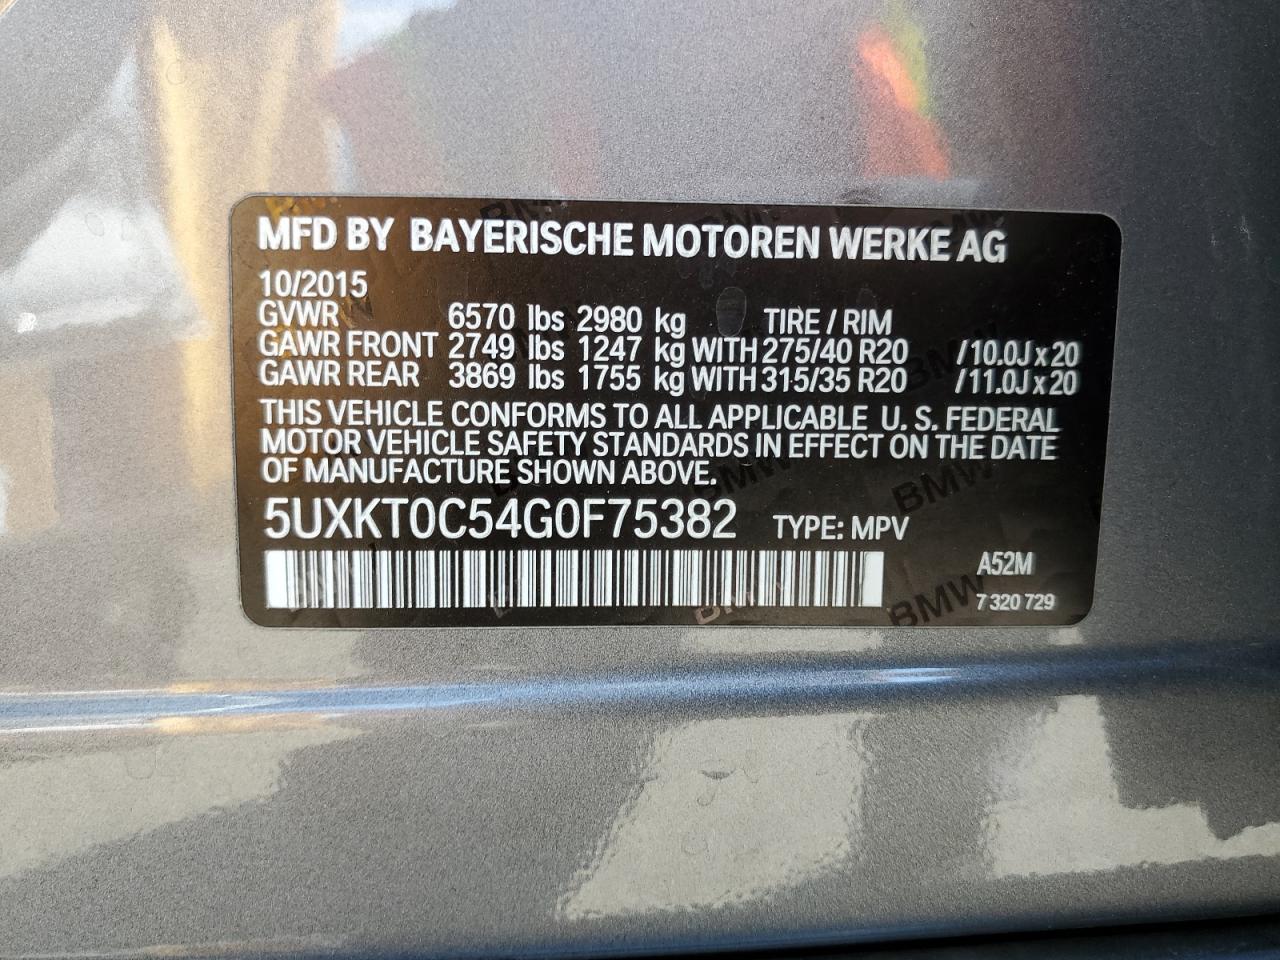 MFD BY BAYERISCHE MOTOREN WERKE AG
10/2015
GVWR 6570 lbs 2980 kg TIRE / RIM
GAWR FRONT 2749 lbs 1247 kg WITH 275/40 R20 /10.0J x 20
GAWR REAR 3869 lbs 1755 kg WITH 315/35 R20 /11.0J x 20
THIS VEHICLE CONFORMS TO ALL APPLICABLE U. S. FEDERAL
MOTOR VEHICLE SAFETY STANDARDS IN EFFECT ON THE DATE
OF MANUFACTURE SHOWN ABOVE.
5UXKT0C54G0F75382 TYPE: MPV
A52M
7 320 729
BMW
BMW
BMW